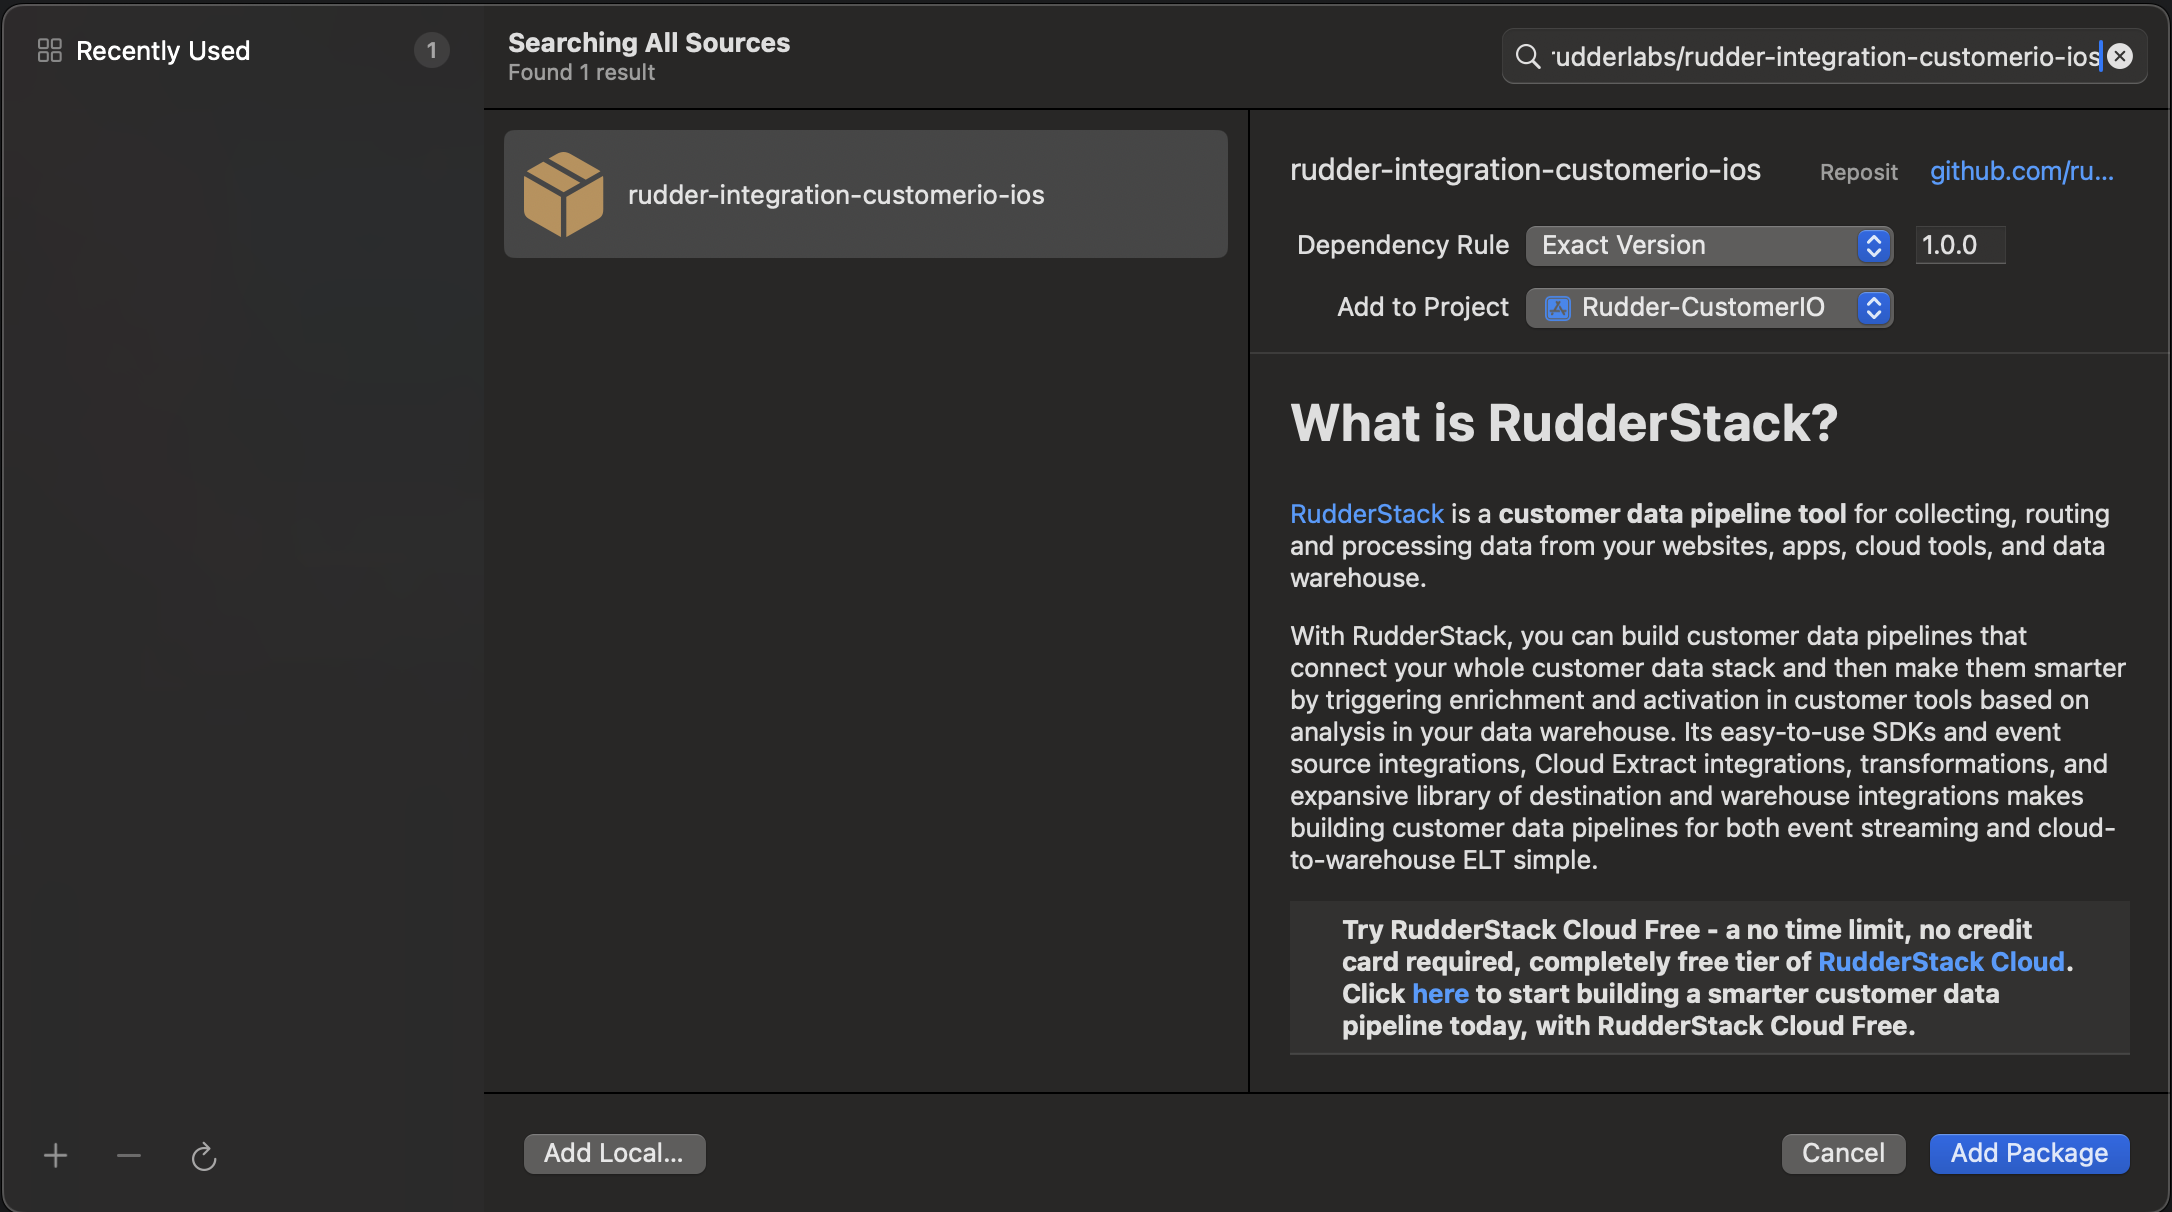 Recently Used
1
Searching All Sources
Found 1 result
rudderlabs/rudder-integration-customerio-ios
rudder-integration-customerio-ios
rudder-integration-customerio-ios
Reposit
github.com/ru...
Dependency Rule
Exact Version
1.0.0
Add to Project
Rudder-CustomerIO
What is RudderStack?
RudderStack is a customer data pipeline tool for collecting, routing
and processing data from your websites, apps, cloud tools, and data
warehouse.
With RudderStack, you can build customer data pipelines that
connect your whole customer data stack and then make them smarter
by triggering enrichment and activation in customer tools based on
analysis in your data warehouse. Its easy-to-use SDKs and event
source integrations, Cloud Extract integrations, transformations, and
expansive library of destination and warehouse integrations makes
building customer data pipelines for both event streaming and cloud-
to-warehouse ELT simple.
Try RudderStack Cloud Free - a no time limit, no credit
card required, completely free tier of RudderStack Cloud.
Click here to start building a smarter customer data
pipeline today, with RudderStack Cloud Free.
Add Local...
Cancel
Add Package